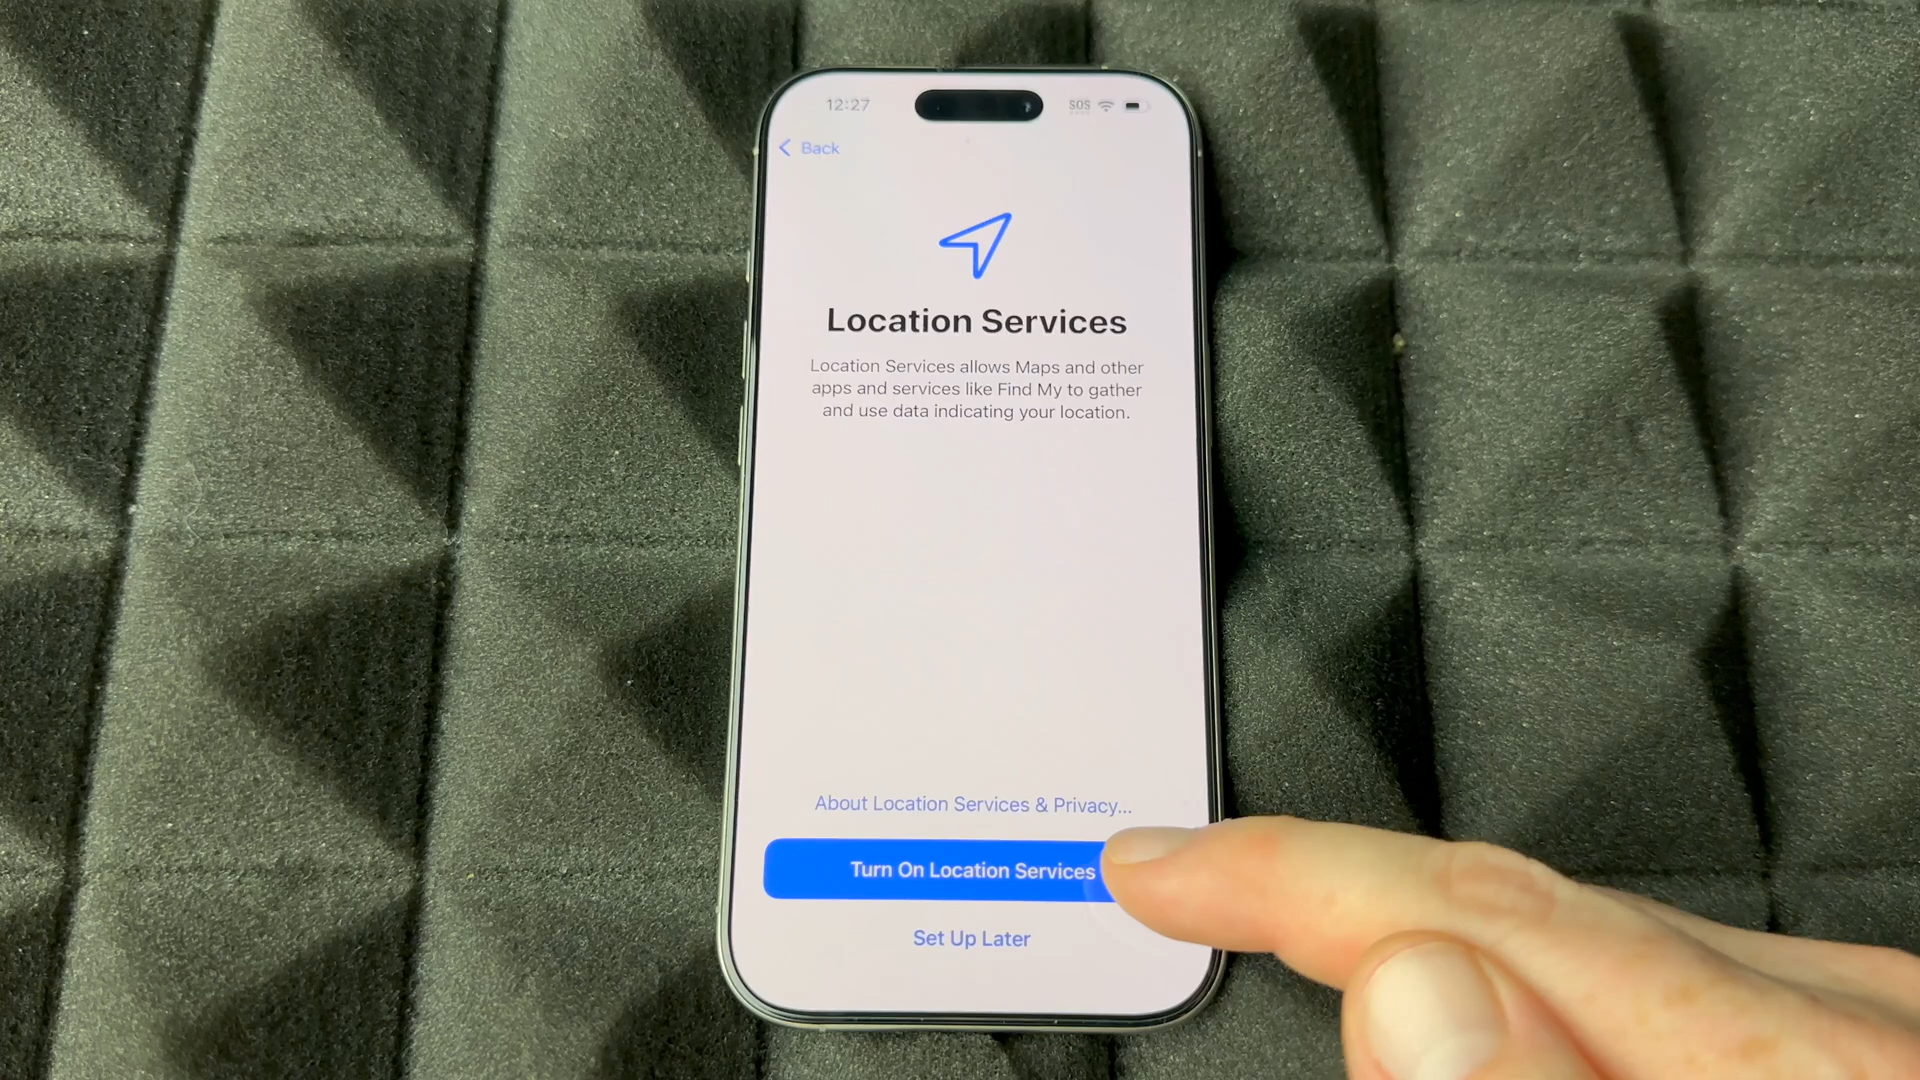 12:27
SOS
Back
Location Services
Location Services allows Maps and other
apps and services like Find My to gather
and use data indicating your location.
About Location Services & Privacy...
Turn On Location Services
Set Up Later